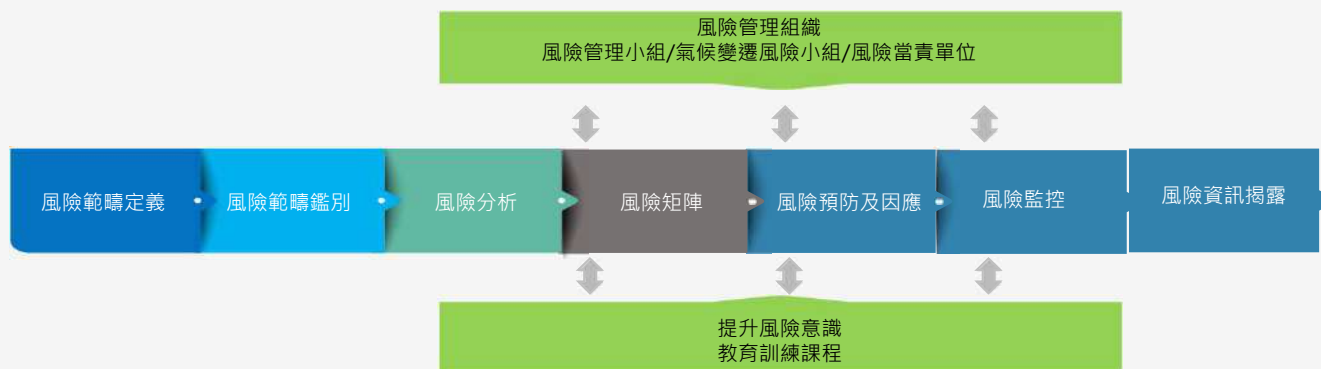 風險管理組織
風險管理小組/氣候變遷風險小組/風險當責單位
風險範疇定義
風險範疇鑑別
風險分析
風險矩陣
風險預防及因應
風險監控
風險資訊揭露
提升風險意識
教育訓練課程